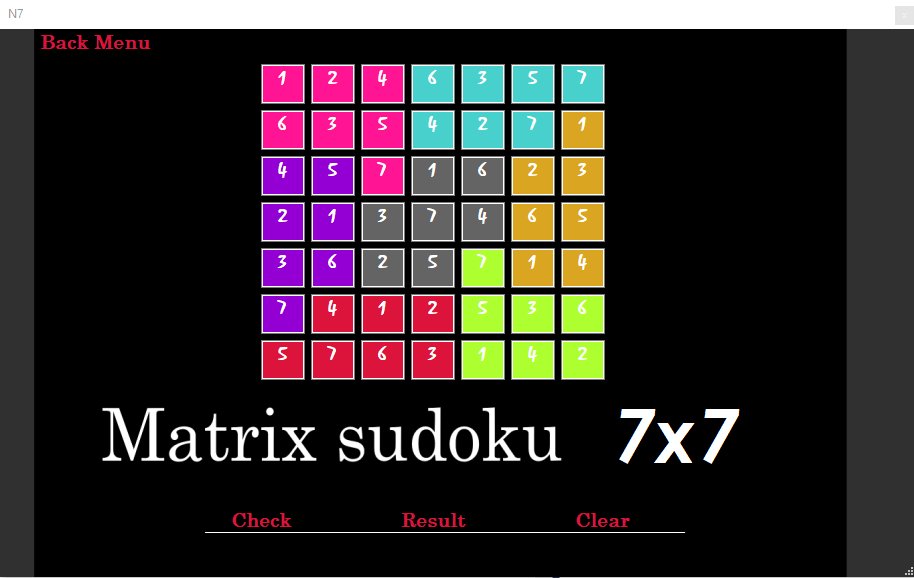 N7
Back Menu
1 2 4 6 3 5 7
6 3 5 4 2 7 1
4 5 7 1 6 2 3
2 1 3 7 4 6 5
3 6 2 5 7 1 4
7 4 1 2 5 3 6
5 7 6 3 1 4 2
Matrix sudoku 7x7
Check Result Clear